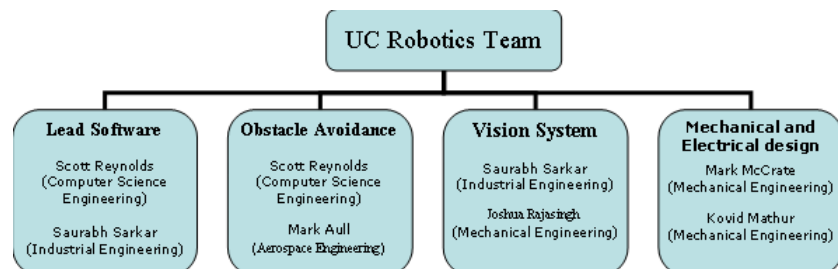 UC Robotics Team
Lead Software
Scott Reynolds
(Computer Science
Engineering)
Saurabh Sarkar
(Industrial Engineering)
Obstacle Avoidance
Scott Reynolds
(Computer Science
Engineering)
Mark Aull
(Aerospace Engineering)
Vision System
Saurabh Sarkar
(Industrial Engineering)
Joshua Rajasingh
(Mechanical Engineering)
Mechanical and
Electrical design
Mark McCrate
(Mechanical Engineering)
Kovid Mathur
(Mechanical Engineering)